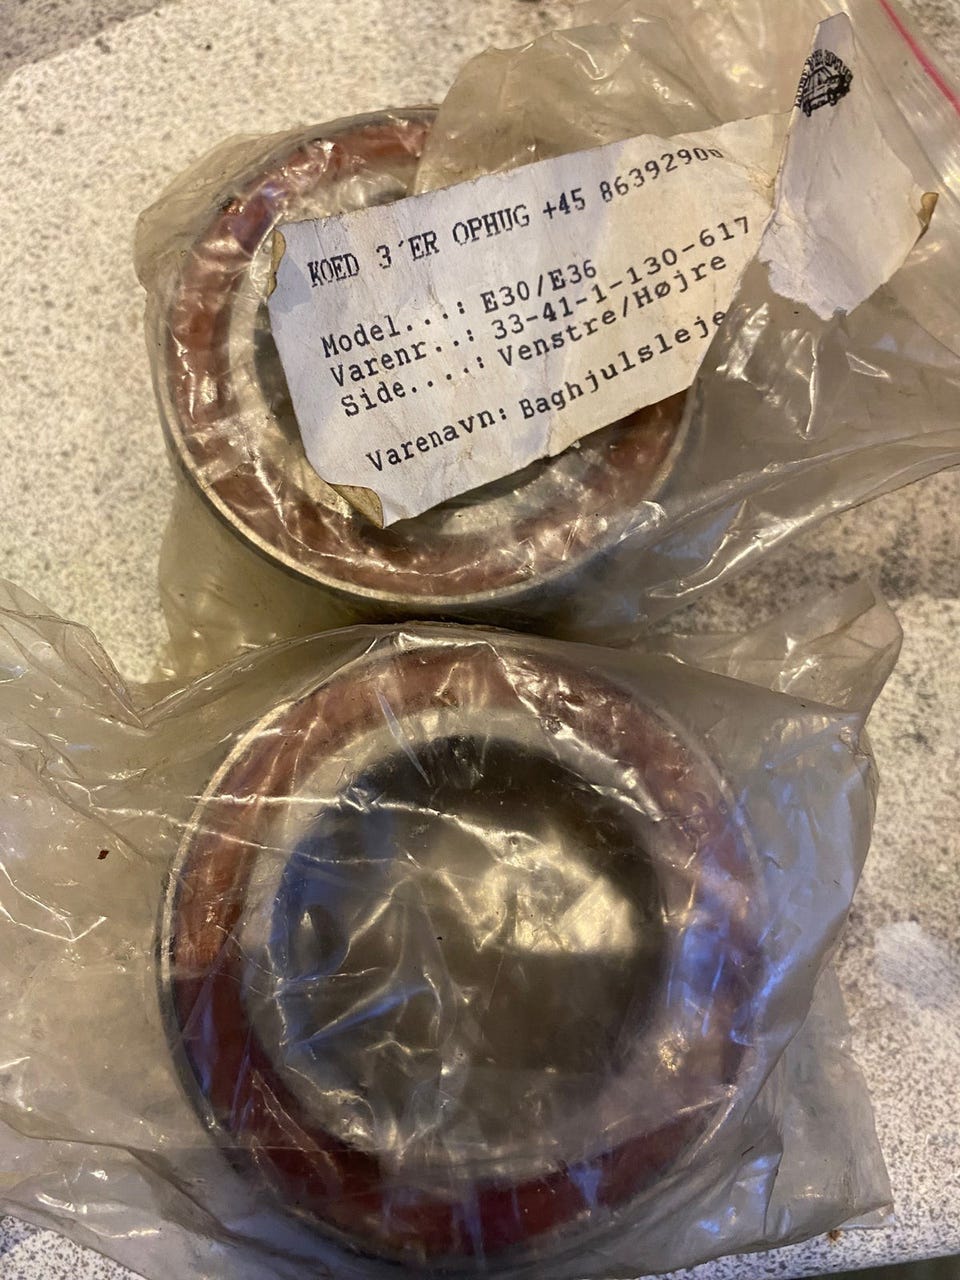 KOED 3´ER OPHUG +45 86392900
Model...: E30/E36
Varenr..: 33-41-1-130-617
Side....: Venstre/Højre
Varenavn: Baghjulsleje